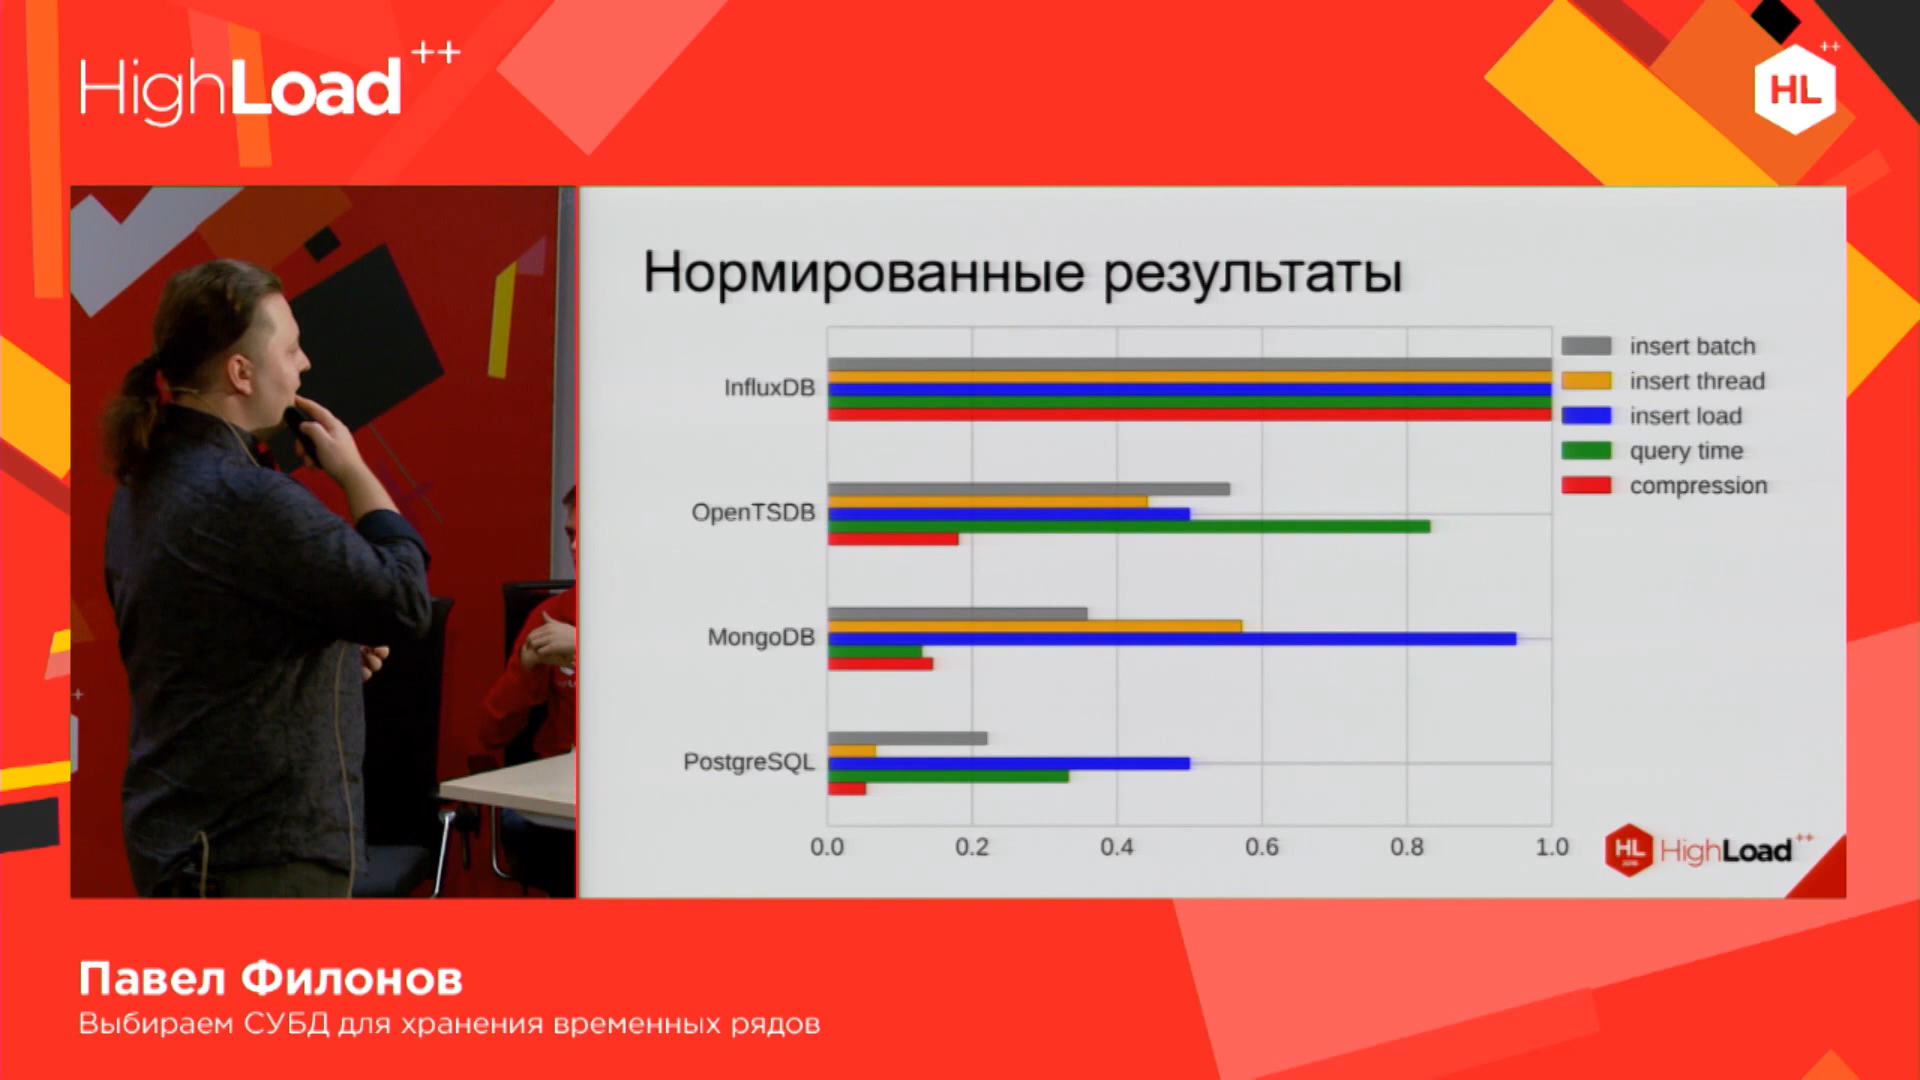 HighLoad++
HL++
Нормированные результаты
insert batch
insert thread
insert load
query time
compression
InfluxDB
OpenTSDB
MongoDB
PostgreSQL
0.0 0.2 0.4 0.6 0.8 1.0
HL HighLoad++
Павел Филонов
Выбираем СУБД для хранения временных рядов